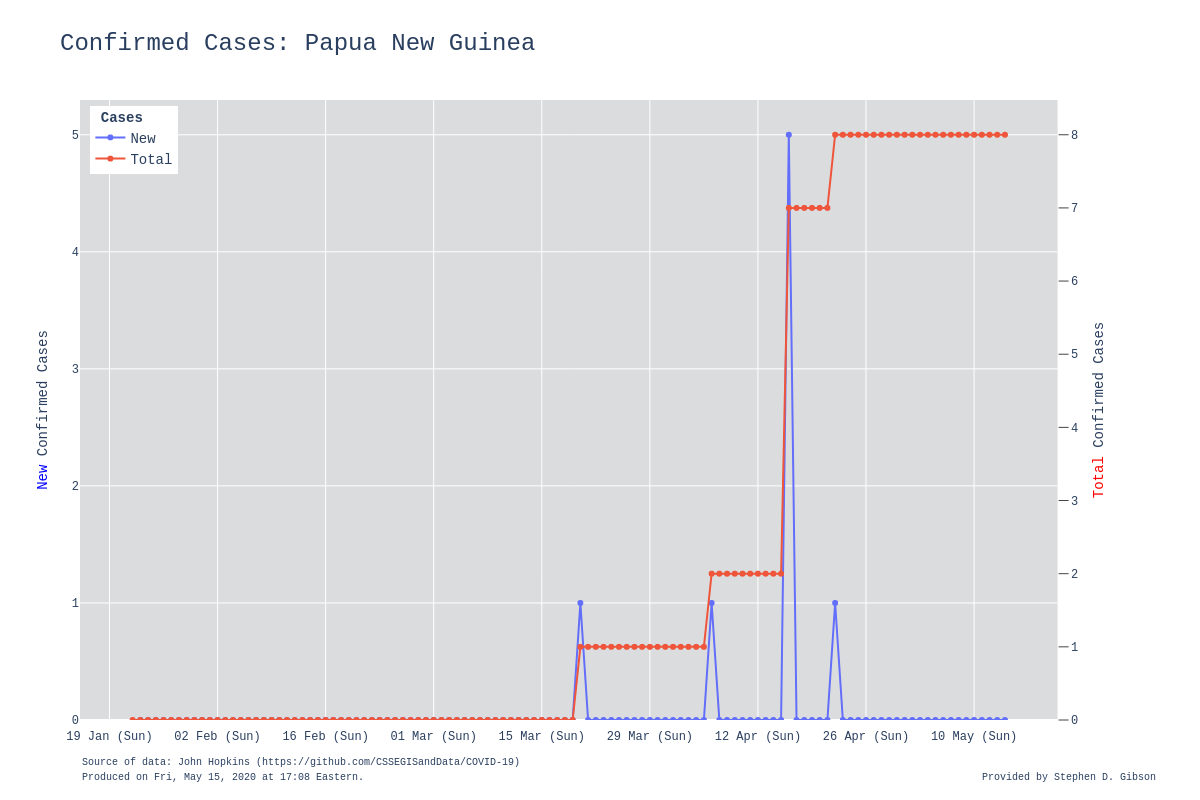 Confirmed Cases: Papua New Guinea
Cases
New
Total
5
4
3
2
1
0
New Confirmed Cases
8
7
6
5
4
3
2
1
0
Total Confirmed Cases
19 Jan (Sun) 02 Feb (Sun) 16 Feb (Sun) 01 Mar (Sun) 15 Mar (Sun) 29 Mar (Sun) 12 Apr (Sun) 26 Apr (Sun) 10 May (Sun)
Source of data: John Hopkins (https://github.com/CSSEGISandData/COVID-19)
Produced on Fri, May 15, 2020 at 17:08 Eastern.
Provided by Stephen D. Gibson